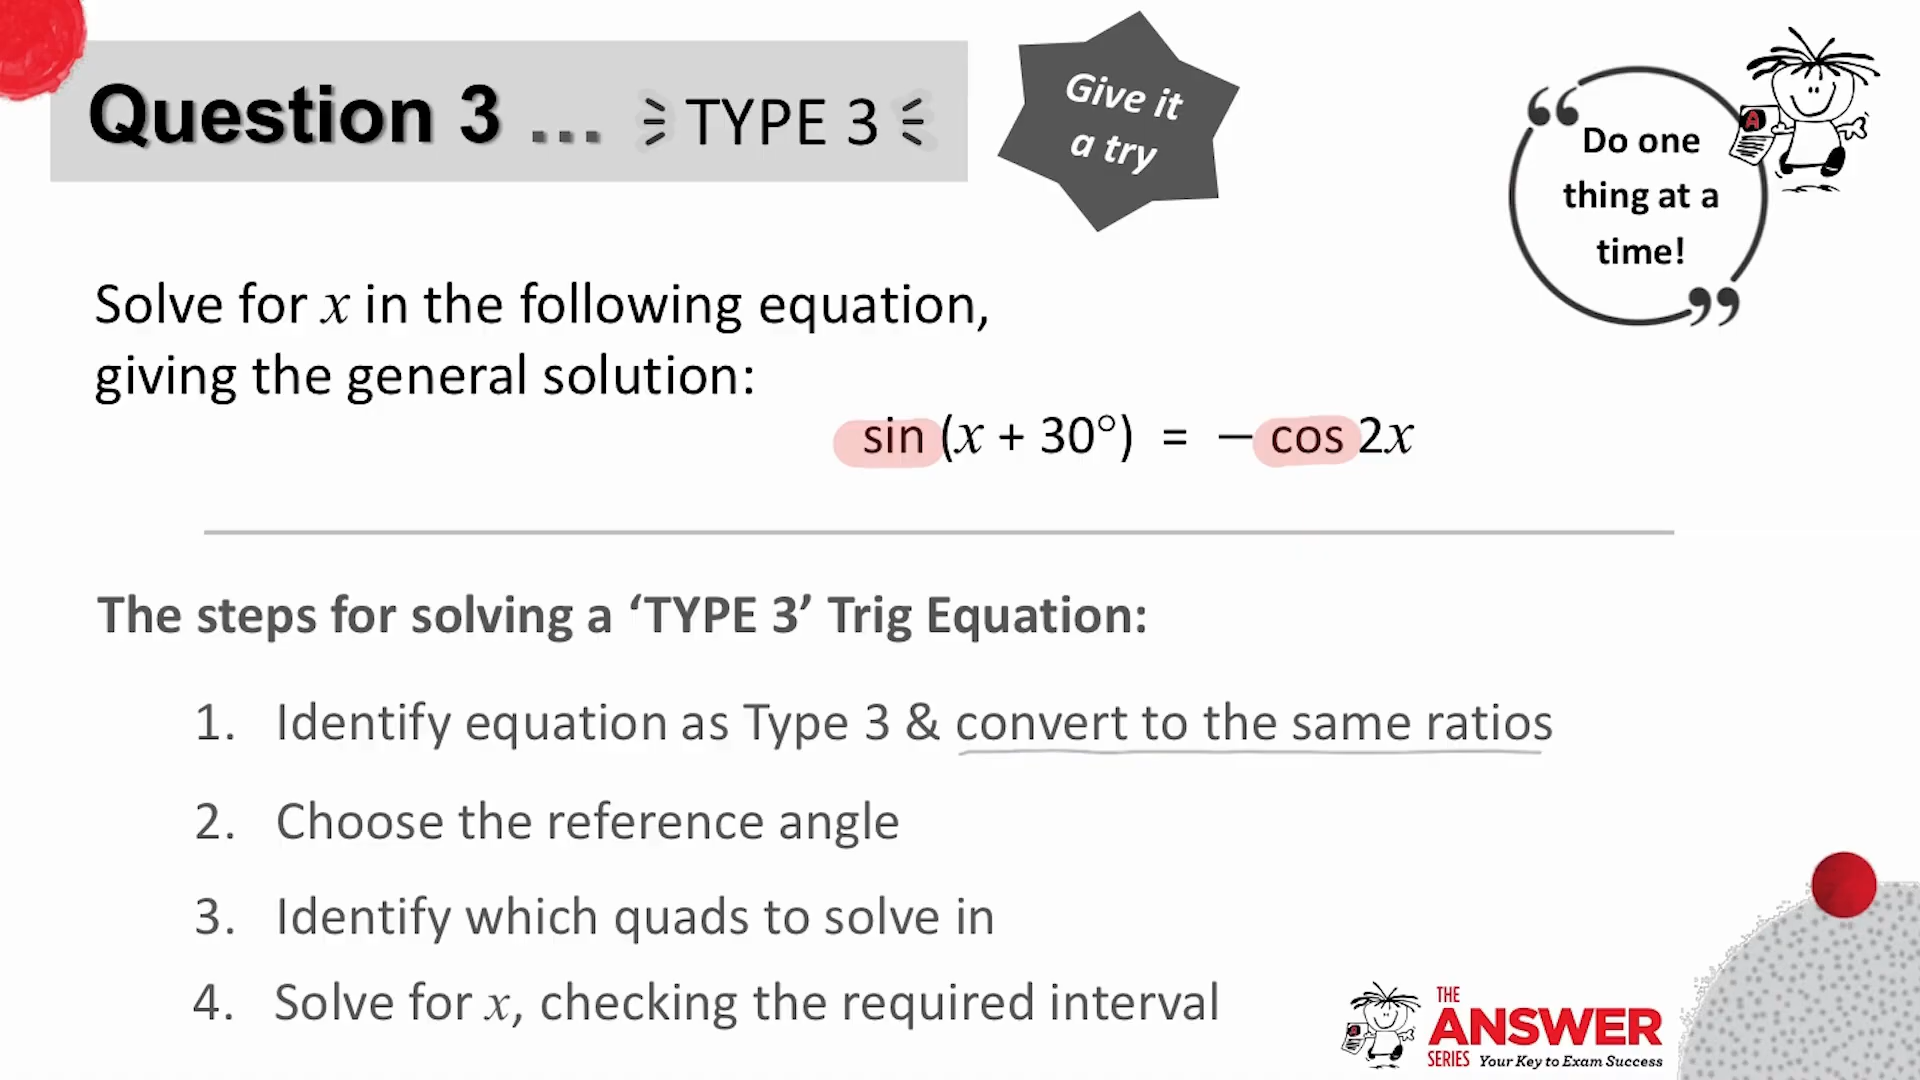 Question 3 ... TYPE 3
Give it
a try
“ Do one
thing at a
time! ”
A
Solve for x in the following equation,
giving the general solution:
sin (x + 30°) = – cos 2x
The steps for solving a ‘TYPE 3’ Trig Equation:
1. Identify equation as Type 3 & convert to the same ratios
2. Choose the reference angle
3. Identify which quads to solve in
4. Solve for x, checking the required interval
THE
ANSWER
SERIES Your Key to Exam Success